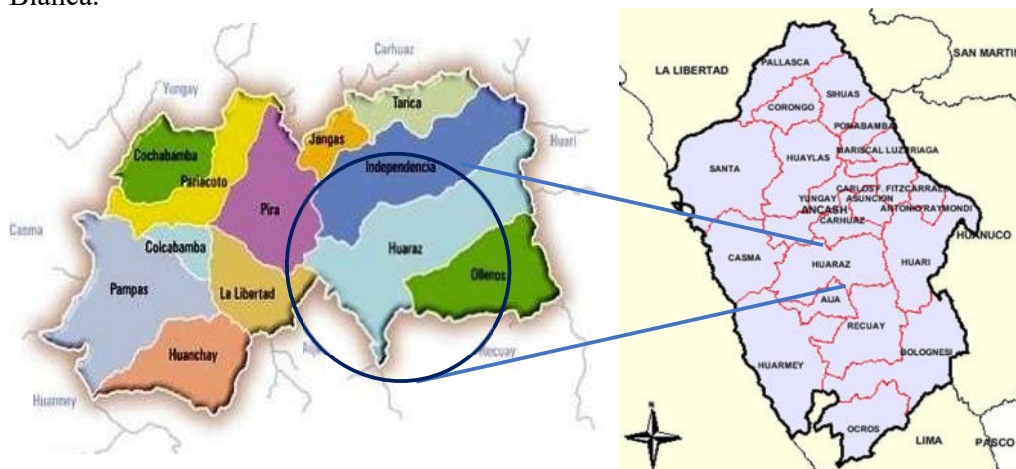 Blanca.
Carhuaz
Yungay
Tarica
Jangas
Huari
Cochabamba
Independencia
Pariacoto
Pira
Casma
Colcabamba
Huaraz
Olleros
Pampas
La Libertad
Huanchay
Recuay
Huarmey
SAN MARTIN
LA LIBERTAD
PALLASCA
SIHUAS
CORONGO
POMABAMBA
MARISCAL LUZURIAGA
HUAYLAS
SANTA
CARLOS F. FITZCARRAL
YUNGAY
ASUNCION
ANCASH
ANTONIO RAYMONDI
CARHUAZ
HUANUCO
CASMA
HUARAZ
HUARI
AIJA
RECUAY
BOLOGNESI
HUARMEY
OCROS
LIMA
PASCO